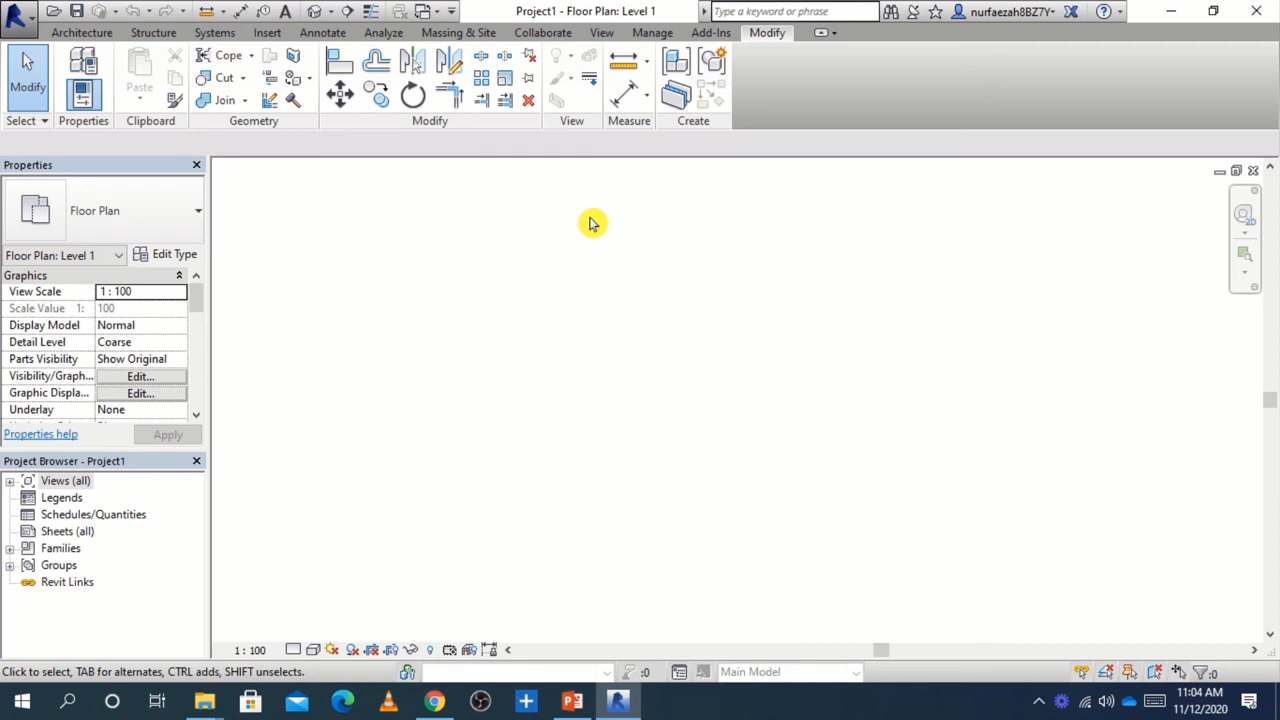 Project1 - Floor Plan: Level 1
Type a keyword or phrase
nurfaezah8BZ7Y
Architecture
Structure
Systems
Insert
Annotate
Analyze
Massing & Site
Collaborate
View
Manage
Add-Ins
Modify
Modify
Paste
Cope
Cut
Join
Select
Properties
Clipboard
Geometry
Modify
View
Measure
Create
Properties
Floor Plan
Floor Plan: Level 1
Edit Type
Graphics
View Scale 1 : 100
Scale Value 1: 100
Display Model Normal
Detail Level Coarse
Parts Visibility Show Original
Visibility/Graph... Edit...
Graphic Displa... Edit...
Underlay None
Properties help
Apply
Project Browser - Project1
Views (all)
Legends
Schedules/Quantities
Sheets (all)
Families
Groups
Revit Links
2D
1 : 100
Click to select, TAB for alternates, CTRL adds, SHIFT unselects.
:0
Main Model
:0
11:04 AM
11/12/2020